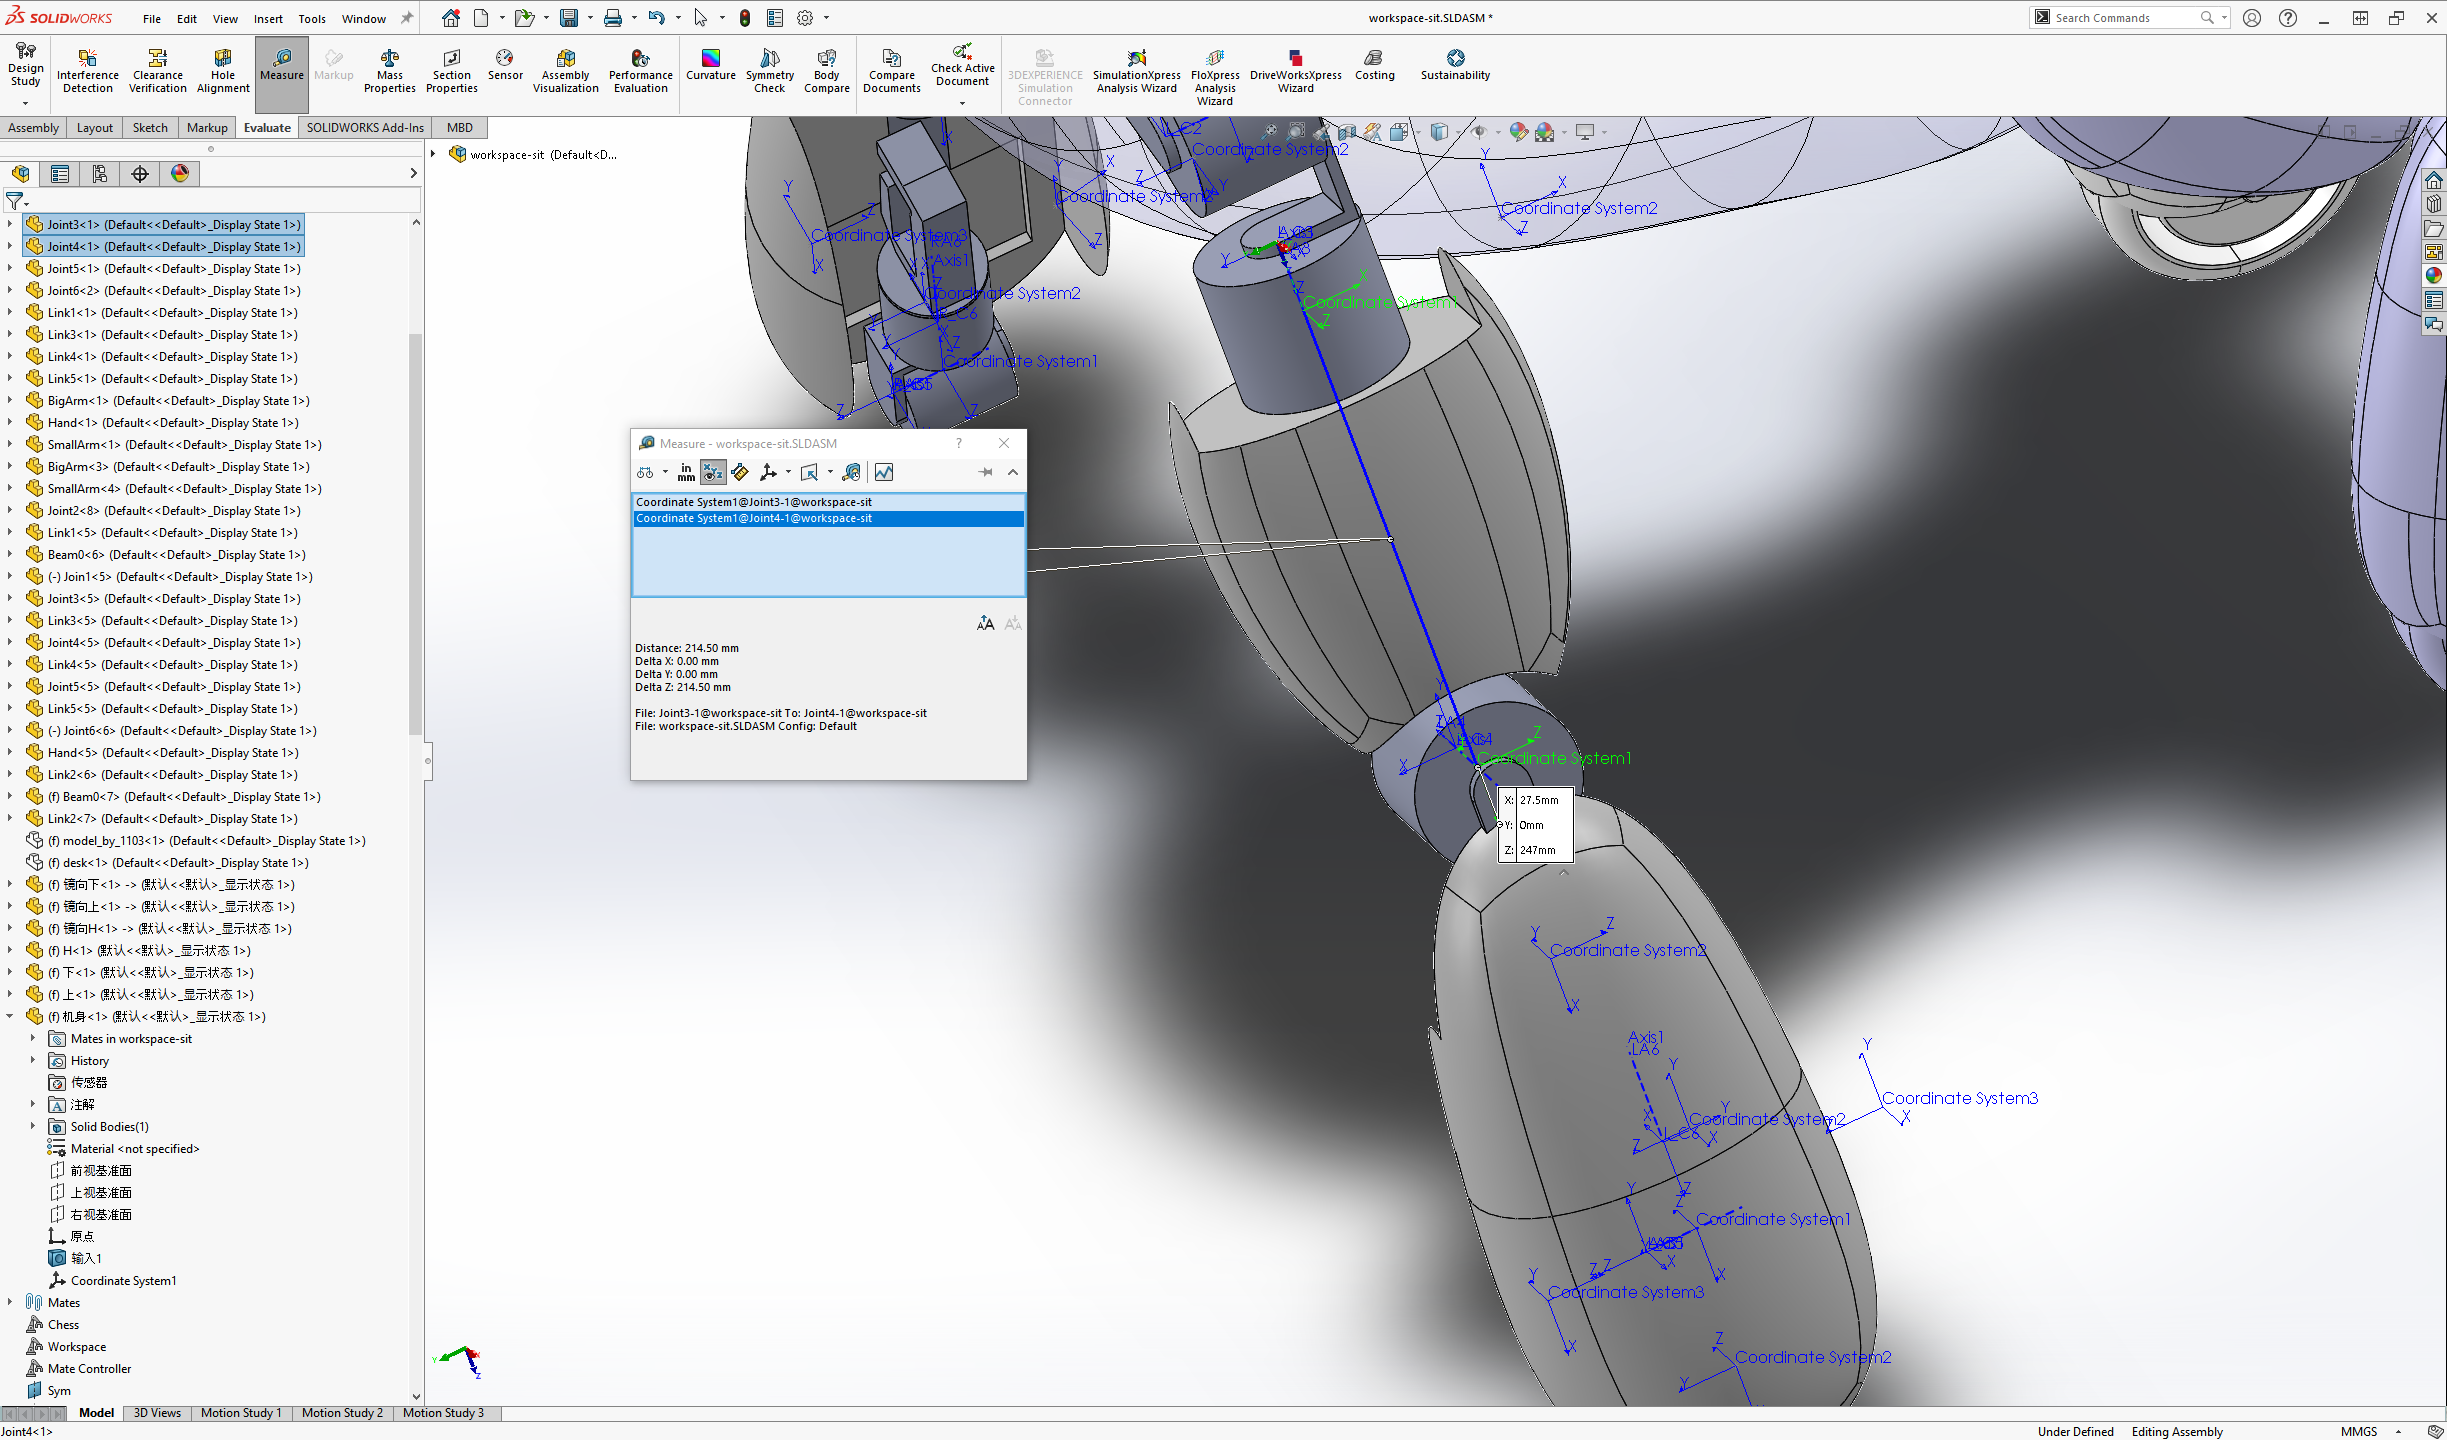 SOLIDWORKS
File Edit View Insert Tools Window
workspace-sit.SLDASM *
Search Commands
Design Study
Interference Detection
Clearance Verification
Hole Alignment
Measure
Markup
Mass Properties
Section Properties
Sensor
Assembly Visualization
Performance Evaluation
Curvature
Symmetry Check
Body Compare
Compare Documents
Check Active Document
3DEXPERIENCE Simulation Connector
SimulationXpress Analysis Wizard
FloXpress Analysis Wizard
DriveWorksXpress Wizard
Costing
Sustainability
Assembly Layout Sketch Markup Evaluate SOLIDWORKS Add-Ins MBD
workspace-sit (Default<D...
Joint3<1> (Default<<Default>_Display State 1>)
Joint4<1> (Default<<Default>_Display State 1>)
Joint5<1> (Default<<Default>_Display State 1>)
Joint6<2> (Default<<Default>_Display State 1>)
Link1<1> (Default<<Default>_Display State 1>)
Link3<1> (Default<<Default>_Display State 1>)
Link4<1> (Default<<Default>_Display State 1>)
Link5<1> (Default<<Default>_Display State 1>)
BigArm<1> (Default<<Default>_Display State 1>)
Hand<1> (Default<<Default>_Display State 1>)
SmallArm<1> (Default<<Default>_Display State 1>)
BigArm<3> (Default<<Default>_Display State 1>)
SmallArm<4> (Default<<Default>_Display State 1>)
Joint2<8> (Default<<Default>_Display State 1>)
Link1<5> (Default<<Default>_Display State 1>)
Beam0<6> (Default<<Default>_Display State 1>)
(-) Join1<5> (Default<<Default>_Display State 1>)
Joint3<5> (Default<<Default>_Display State 1>)
Link3<5> (Default<<Default>_Display State 1>)
Joint4<5> (Default<<Default>_Display State 1>)
Link4<5> (Default<<Default>_Display State 1>)
Joint5<5> (Default<<Default>_Display State 1>)
Link5<5> (Default<<Default>_Display State 1>)
(-) Joint6<6> (Default<<Default>_Display State 1>)
Hand<5> (Default<<Default>_Display State 1>)
Link2<6> (Default<<Default>_Display State 1>)
(f) Beam0<7> (Default<<Default>_Display State 1>)
Link2<7> (Default<<Default>_Display State 1>)
(f) model_by_1103<1> (Default<<Default>_Display State 1>)
(f) desk<1> (Default<<Default>_Display State 1>)
(f) 镜向下<1> -> (默认<<默认>_显示状态 1>)
(f) 镜向上<1> -> (默认<<默认>_显示状态 1>)
(f) 镜向H<1> -> (默认<<默认>_显示状态 1>)
(f) H<1> (默认<<默认>_显示状态 1>)
(f) 下<1> (默认<<默认>_显示状态 1>)
(f) 上<1> (默认<<默认>_显示状态 1>)
(f) 机身<1> (默认<<默认>_显示状态 1>)
Mates in workspace-sit
History
传感器
注解
Solid Bodies(1)
Material <not specified>
前视基准面
上视基准面
右视基准面
原点
输入1
Coordinate System1
Mates
Chess
Workspace
Mate Controller
Sym
Measure - workspace-sit.SLDASM
?
in
mm
Coordinate System1@Joint3-1@workspace-sit
Coordinate System1@Joint4-1@workspace-sit
Distance: 214.50 mm
Delta X: 0.00 mm
Delta Y: 0.00 mm
Delta Z: 214.50 mm
File: Joint3-1@workspace-sit To: Joint4-1@workspace-sit
File: workspace-sit.SLDASM Config: Default
Coordinate System2
Coordinate System2
Coordinate System2
Coordinate System3
Axis1
Coordinate System2
Coordinate System1
Coordinate System1
Coordinate System1
X: 27.5mm
Y: 0mm
Z: 247mm
Coordinate System2
Axis1
LA6
Coordinate System3
Coordinate System2
Coordinate System1
Coordinate System3
Coordinate System2
Model 3D Views Motion Study 1 Motion Study 2 Motion Study 3
Joint4<1>
Under Defined Editing Assembly MMGS